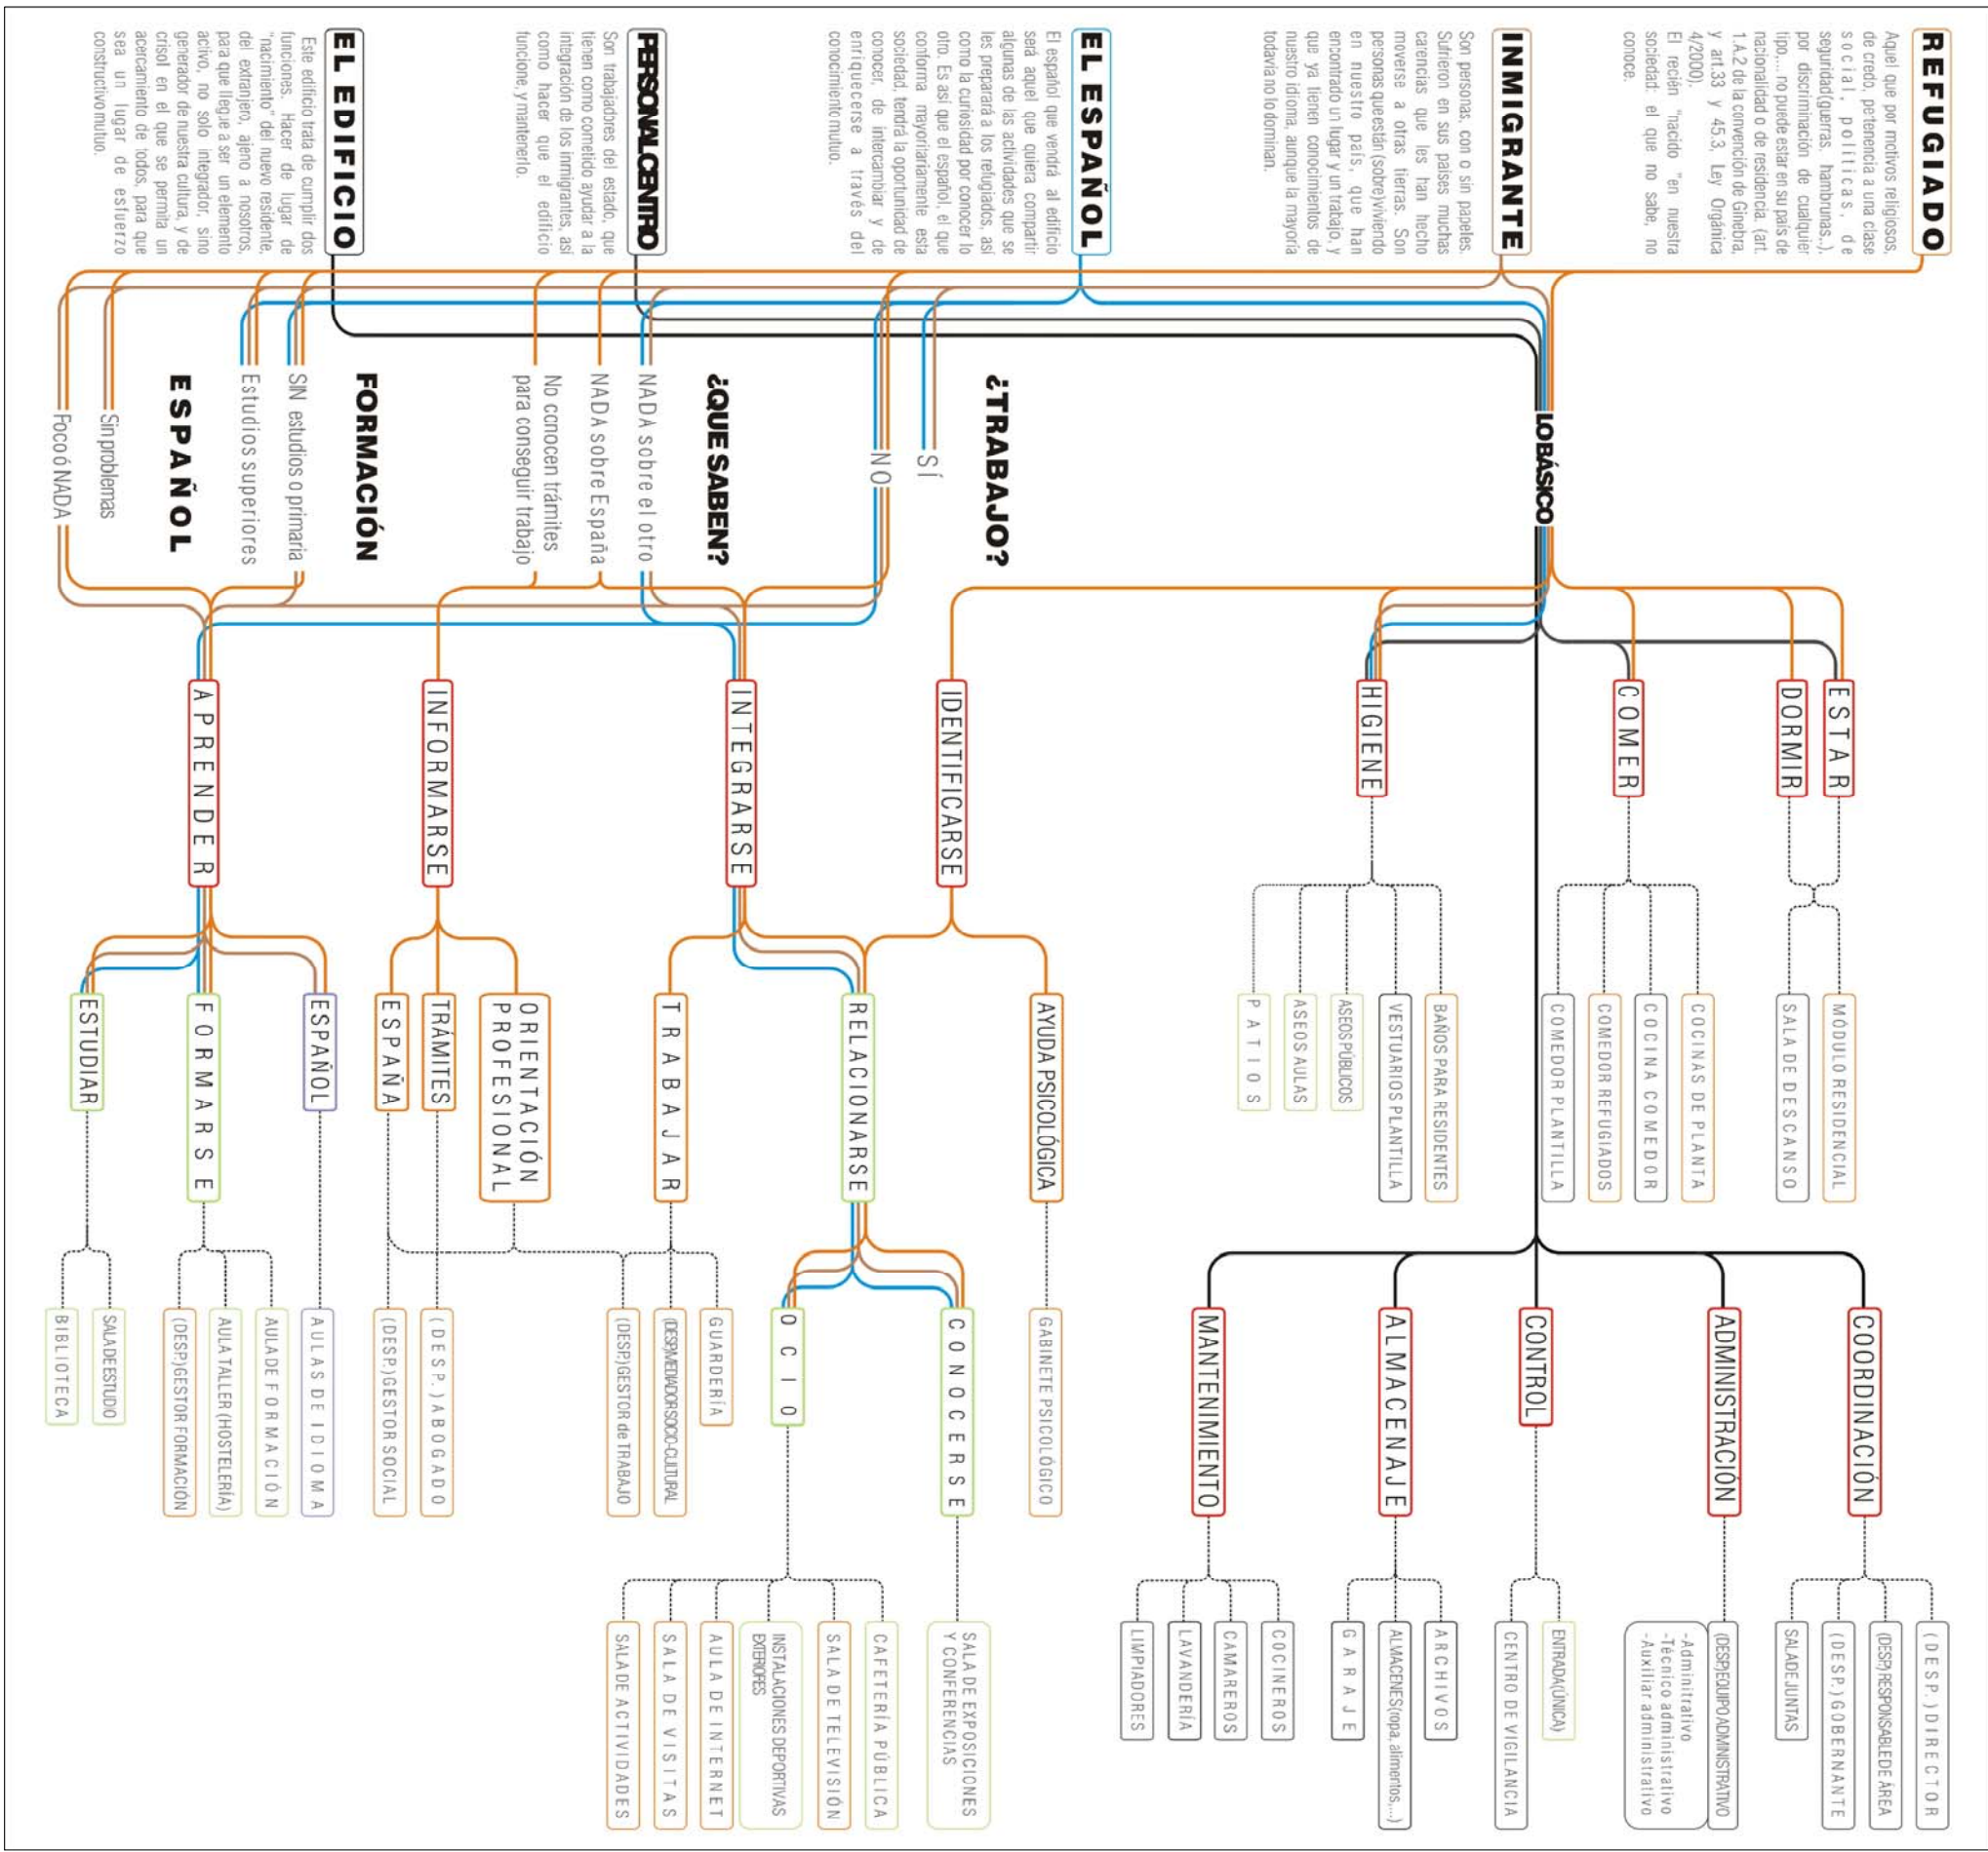 REFUGIADO
Aquel que por motivos religiosos,
de credo, pertenencia a una clase
social, políticas, de
seguridad(guerras, hambrunas..),
por discriminación de cualquier
tipo,... no puede estar en su país de
nacionalidad o de residencia. (art.
1.A.2 de la convención de Ginebra,
y art.33 y 45.3, Ley Orgánica
4/2000).
El recién "nacido "en nuestra
sociedad: el que no sabe, no
conoce.
INMIGRANTE
Son personas, con o sin papeles.
Sufrieron en sus países muchas
carencias que les han hecho
moverse a otras tierras. Son
personas que están (sobre)viviendo
en nuestro país, que han
encontrado un lugar y un trabajo, y
que ya tienen conocimientos de
nuestro idioma, aunque la mayoría
todavía no lo dominan.
EL ESPAÑOL
El español que vendrá al edificio
será aquel que quiera compartir
algunas de las actividades que se
les preparará a los refugiados, así
como la curiosidad por conocer lo
otro. Es así que el español, el que
conforma mayoritariamente esta
sociedad, tendrá la oportunidad de
conocer, de intercambiar y de
enriquecerse a través del
conocimiento mutuo.
PERSONAL CENTRO
Son trabajadores del estado, que
tienen como cometido ayudar a la
integración de los inmigrantes, así
como hacer que el edificio
funcione, y mantenerlo.
EL EDIFICIO
Este edificio trata de cumplir dos
funciones. Hacer de lugar de
"nacimiento" del nuevo residente,
del extranjero, ajeno a nosotros,
para que llegue a ser un elemento
activo, no solo integrador, sino
generador de nuestra cultura, y de
crisol en el que se permita un
acercamiento de todos, para que
sea un lugar de esfuerzo
constructivo mutuo.
LO BÁSICO
¿TRABAJO?
SÍ
NO
¿QUE SABEN?
NADA sobre el otro
NADA sobre España
No conocen trámites
para conseguir trabajo
FORMACIÓN
SIN estudios o primaria
Estudios superiores
ESPAÑOL
Sin problemas
Poco ó NADA
ESTAR
DORMIR
COMER
HIGIENE
IDENTIFICARSE
INTEGRARSE
INFORMARSE
APRENDER
MÓDULO RESIDENCIAL
SALA DE DESCANSO
COCINAS DE PLANTA
COCINA COMEDOR
COMEDOR REFUGIADOS
COMEDOR PLANTILLA
BAÑOS PARA RESIDENTES
VESTUARIOS PLANTILLA
ASEOS PÚBLICOS
ASEOS AULAS
PATIOS
AYUDA PSICOLÓGICA
RELACIONARSE
TRABAJAR
ORIENTACIÓN
PROFESIONAL
TRÁMITES
ESPAÑA
ESPAÑOL
FORMARSE
ESTUDIAR
COORDINACIÓN
ADMINISTRACIÓN
CONTROL
ALMACENAJE
MANTENIMIENTO
GABINETE PSICOLÓGICO
CONOCERSE
OCIO
GUARDERÍA
(DESP.)MEDIADOR SOCIO-CULTURAL
(DESP.)GESTOR de TRABAJO
(DESP.) ABOGADO
(DESP.) GESTOR SOCIAL
AULAS DE IDIOMA
AULA DE FORMACIÓN
AULA TALLER (HOSTELERÍA)
(DESP.) GESTOR FORMACIÓN
SALA DE ESTUDIO
BIBLIOTECA
(DESP.) DIRECTOR
(DESP.) RESPONSABLE DE ÁREA
(DESP.) GOBERNANTE
SALA DE JUNTAS
(DESP.)EQUIPO ADMINISTRATIVO
-Adminitrativo
-Técnico administrativo
-Auxiliar administrativo
ENTRADA (ÚNICA)
CENTRO DE VIGILANCIA
ARCHIVOS
ALMACENES (ropa, alimentos,...)
GARAJE
COCINEROS
CAMAREROS
LAVANDERÍA
LIMPIADORES
SALA DE EXPOSICIONES
Y CONFERENCIAS
CAFETERÍA PÚBLICA
SALA DE TELEVISIÓN
INSTALACIONES DEPORTIVAS
EXTERIORES
AULA DE INTERNET
SALA DE VISITAS
SALA DE ACTIVIDADES